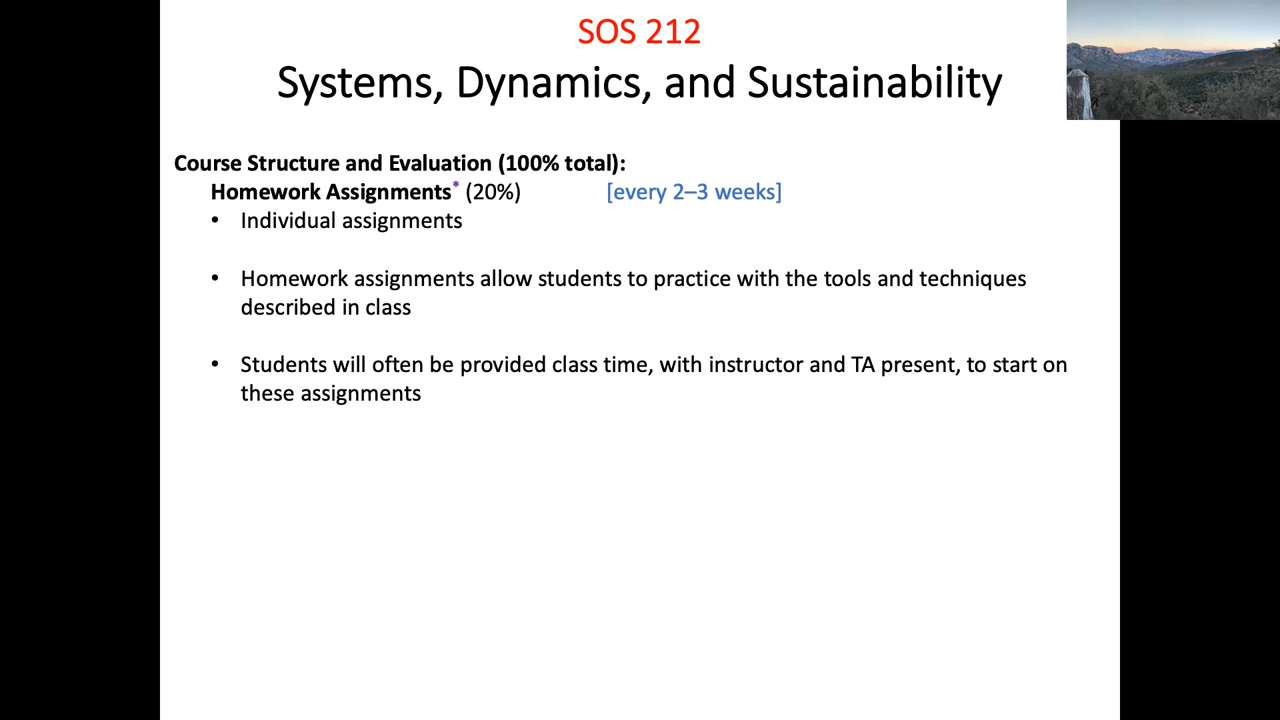 SOS 212
Systems, Dynamics, and Sustainability
Course Structure and Evaluation (100% total):
Homework Assignments* (20%) [every 2–3 weeks]
• Individual assignments
• Homework assignments allow students to practice with the tools and techniques
described in class
• Students will often be provided class time, with instructor and TA present, to start on
these assignments